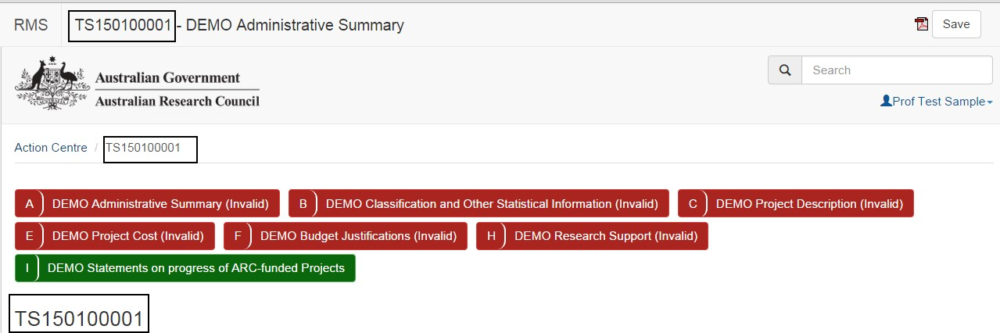 RMS TS150100001 - DEMO Administrative Summary Save
Australian Government
Australian Research Council
Search
Prof Test Sample
Action Centre / TS150100001
A DEMO Administrative Summary (Invalid) B DEMO Classification and Other Statistical Information (Invalid) C DEMO Project Description (Invalid)
E DEMO Project Cost (Invalid) F DEMO Budget Justifications (Invalid) H DEMO Research Support (Invalid)
I DEMO Statements on progress of ARC-funded Projects
TS150100001